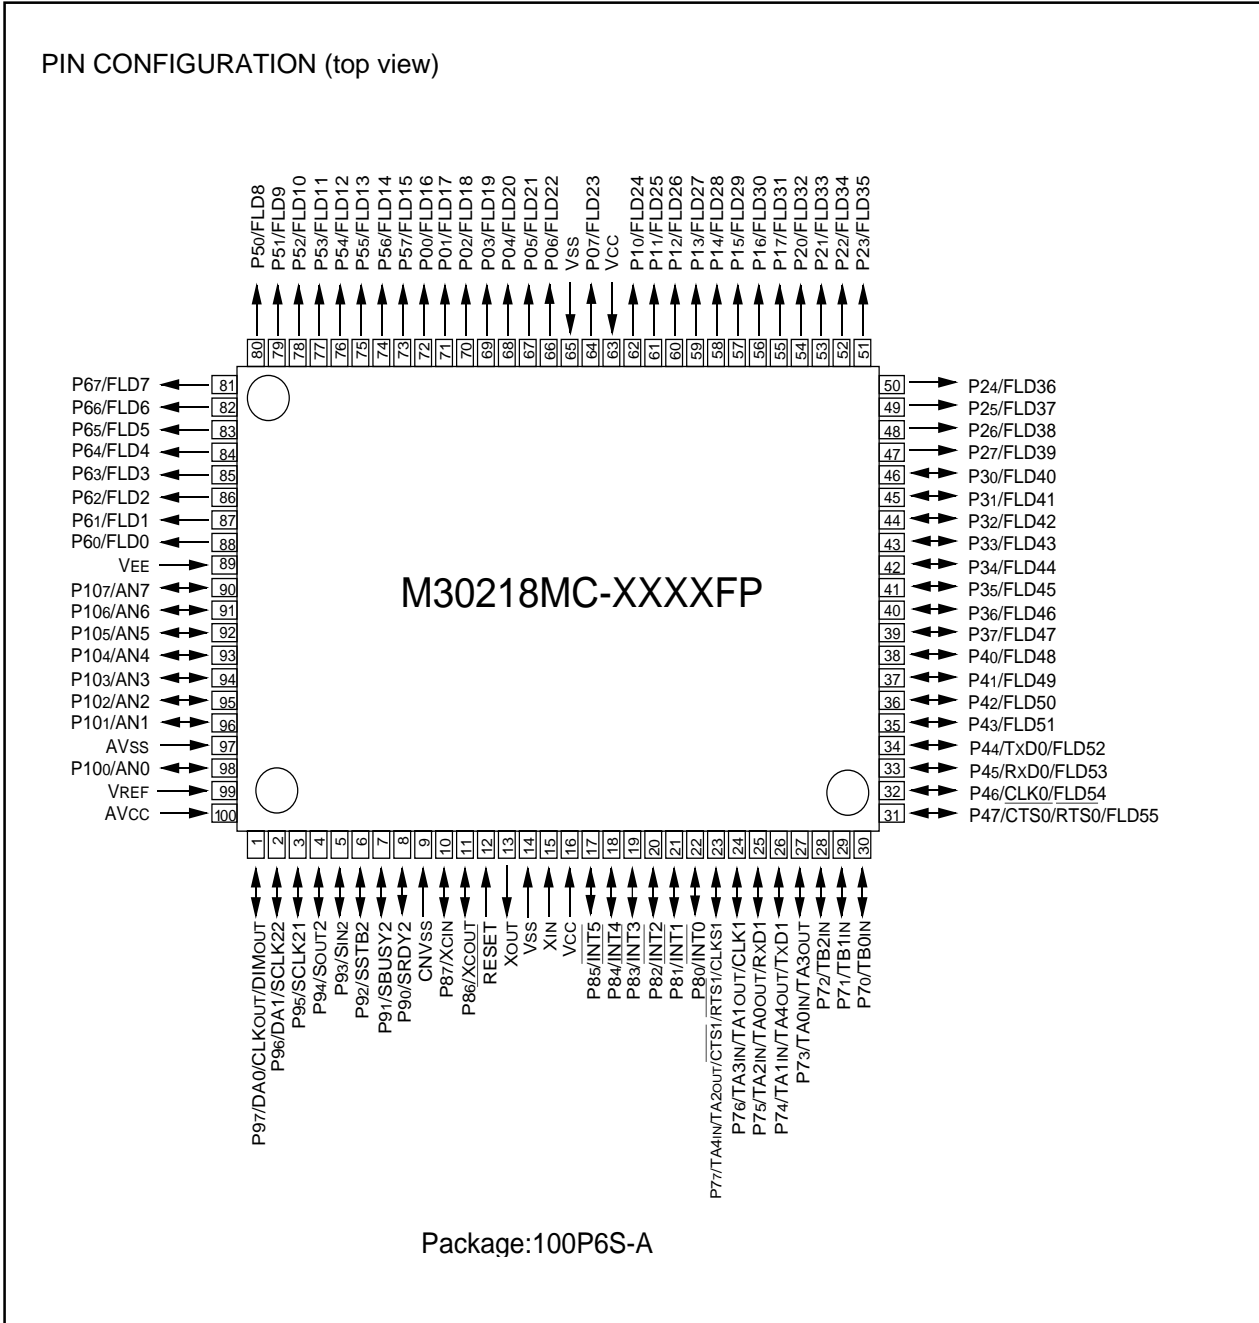 PIN CONFIGURATION (top view)
P50/FLD8
P51/FLD9
P52/FLD10
P53/FLD11
P54/FLD12
P55/FLD13
P56/FLD14
P57/FLD15
P00/FLD16
P01/FLD17
P02/FLD18
P03/FLD19
P04/FLD20
P05/FLD21
P06/FLD22
VSS
P07/FLD23
VCC
P10/FLD24
P11/FLD25
P12/FLD26
P13/FLD27
P14/FLD28
P15/FLD29
P16/FLD30
P17/FLD31
P20/FLD32
P21/FLD33
P22/FLD34
P23/FLD35
80 79 78 77 76 75 74 73 72 71 70 69 68 67 66 65 64 63 62 61 60 59 58 57 56 55 54 53 52 51
P67/FLD7 81
P66/FLD6 82
P65/FLD5 83
P64/FLD4 84
P63/FLD3 85
P62/FLD2 86
P61/FLD1 87
P60/FLD0 88
VEE 89
P107/AN7 90
P106/AN6 91
P105/AN5 92
P104/AN4 93
P103/AN3 94
P102/AN2 95
P101/AN1 96
AVSS 97
P100/AN0 98
VREF 99
AVCC 100
M30218MC-XXXXFP
50 P24/FLD36
49 P25/FLD37
48 P26/FLD38
47 P27/FLD39
46 P30/FLD40
45 P31/FLD41
44 P32/FLD42
43 P33/FLD43
42 P34/FLD44
41 P35/FLD45
40 P36/FLD46
39 P37/FLD47
38 P40/FLD48
37 P41/FLD49
36 P42/FLD50
35 P43/FLD51
34 P44/TXD0/FLD52
33 P45/RXD0/FLD53
32 P46/CLK0/FLD54
31 P47/CTS0/RTS0/FLD55
1 2 3 4 5 6 7 8 9 10 11 12 13 14 15 16 17 18 19 20 21 22 23 24 25 26 27 28 29 30
P97/DA0/CLKOUT/DIMOUT
P96/DA1/SCLK22
P95/SCLK21
P94/SOUT2
P93/SIN2
P92/SSTB2
P91/SBUSY2
P90/SRDY2
CNVSS
P87/XCIN
P86/XCOUT
RESET
XOUT
VSS
XIN
VCC
P85/INT5
P84/INT4
P83/INT3
P82/INT2
P81/INT1
P80/INT0
P77/TA4IN/TA2OUT/CTS1/RTS1/CLKS1
P76/TA3IN/TA1OUT/CLK1
P75/TA2IN/TA0OUT/RXD1
P74/TA1IN/TA4OUT/TXD1
P73/TA0IN/TA3OUT
P72/TB2IN
P71/TB1IN
P70/TB0IN
Package:100P6S-A